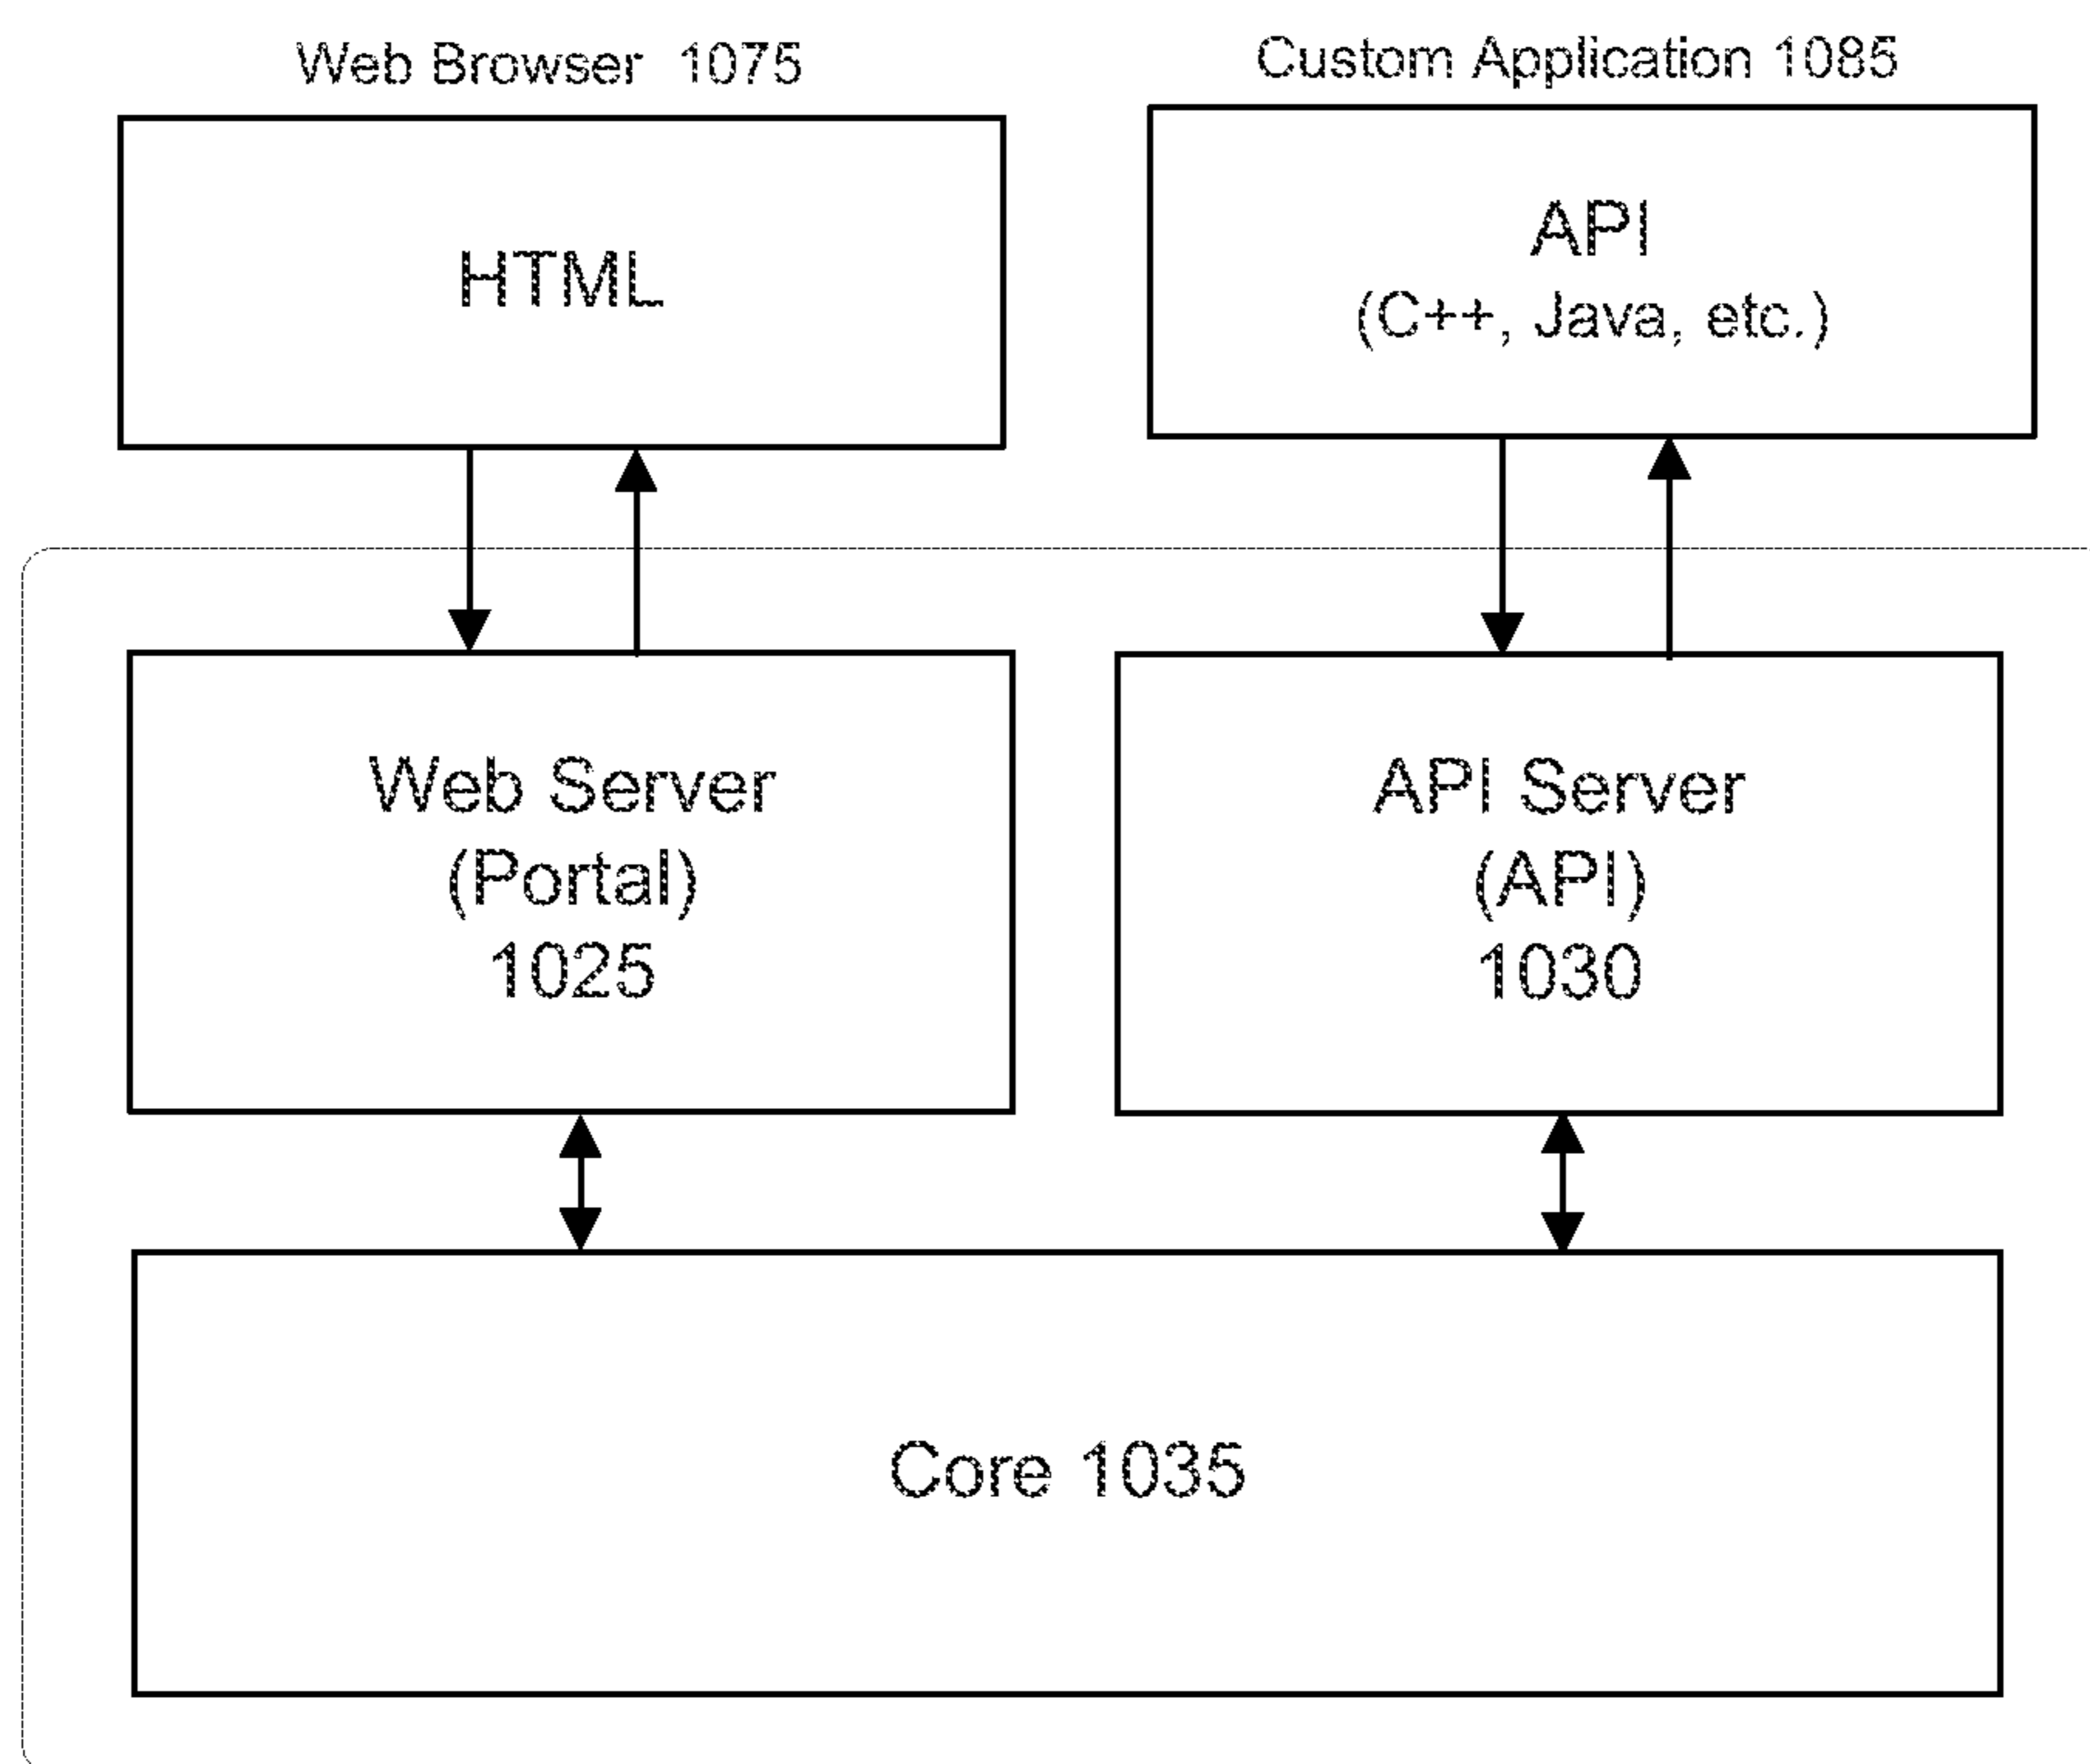 Web Browser 1075
Custom Application 1085
HTML
API
(C++, Java, etc.)
Web Server
(Portal)
1025
API Server
(API)
1030
Core 1035